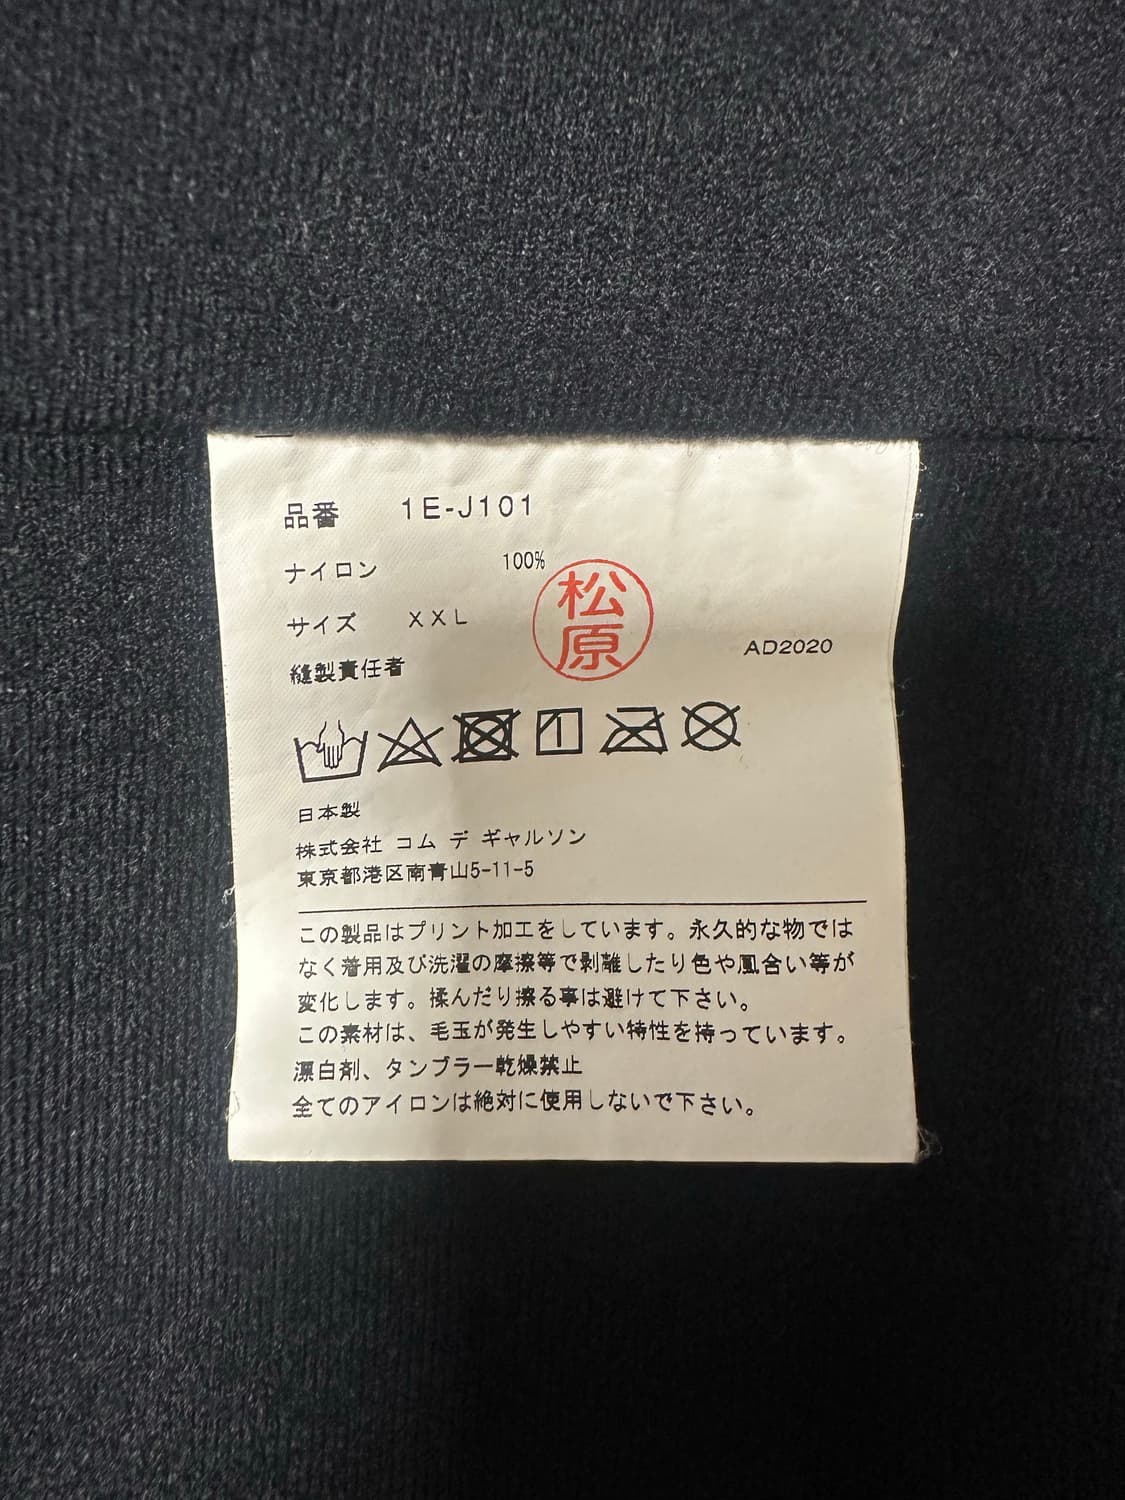 品番 1E-J101
ナイロン 100%
サイズ XXL
松原
縫製責任者
AD2020
日本製
株式会社 コム デ ギャルソン
東京都港区南青山5-11-5
この製品はプリント加工をしています。永久的な物では
なく着用及び洗濯の摩擦等で剥離したり色や風合い等が
変化します。揉んだり擦る事は避けて下さい。
この素材は、毛玉が発生しやすい特性を持っています。
漂白剤、タンブラー乾燥禁止
全てのアイロンは絶対に使用しないで下さい。